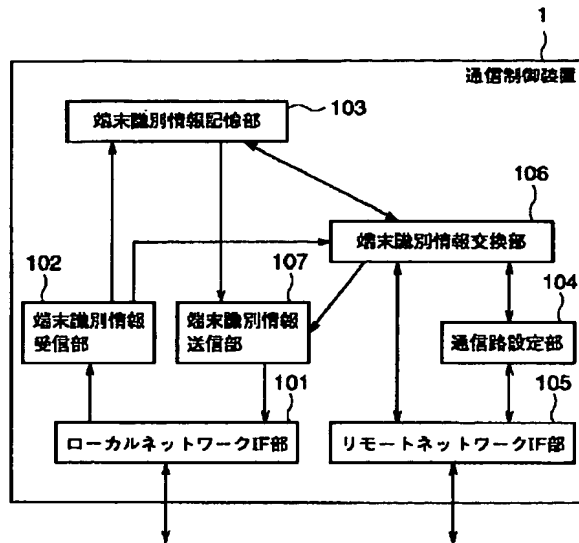 1
通信制御装置
103
端末識別情報記憶部
106
端末識別情報交換部
102
107
104
端末識別情報
受信部
端末識別情報
送信部
通信路設定部
101
105
ローカルネットワークIF部
リモートネットワークIF部